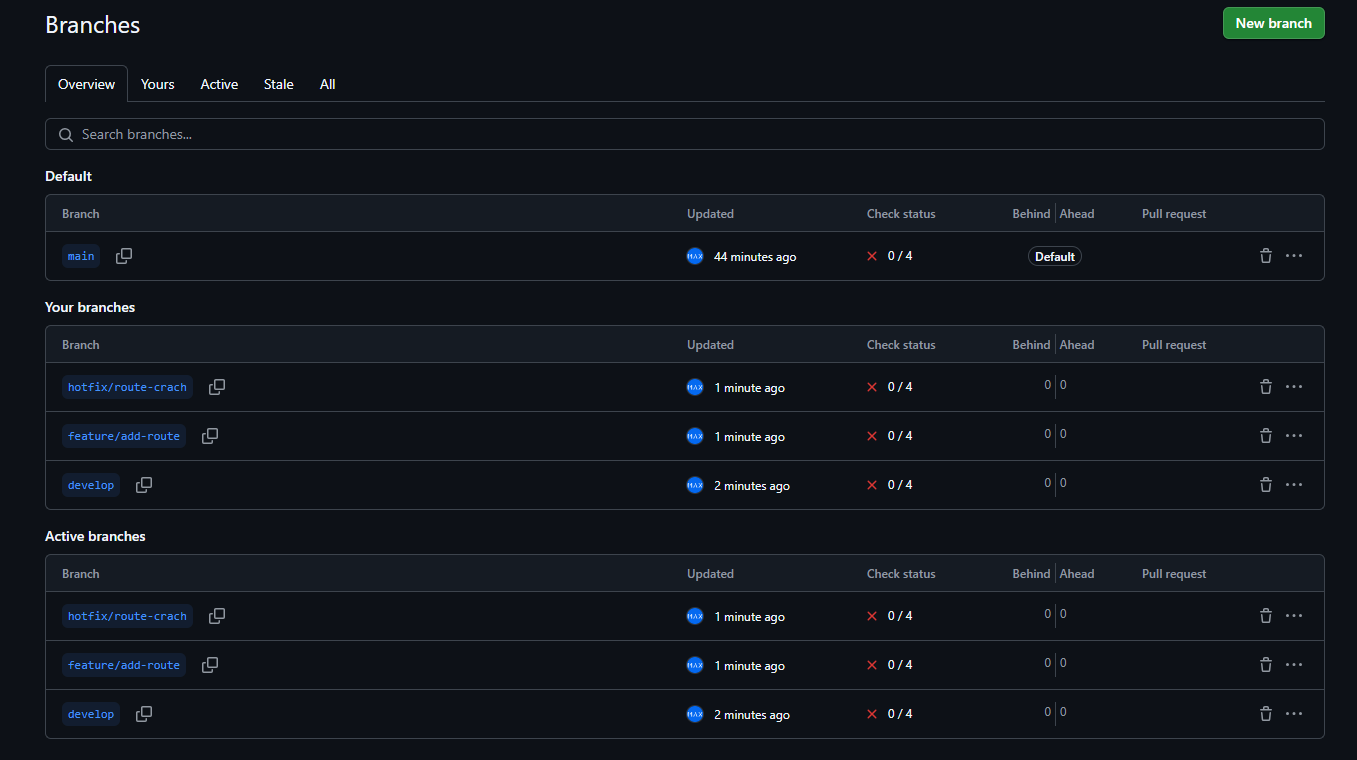 Branches
New branch
Overview Yours Active Stale All
Search branches...
Default
Branch Updated Check status Behind Ahead Pull request
main MAX 44 minutes ago 0 / 4 Default
Your branches
Branch Updated Check status Behind Ahead Pull request
hotfix/route-crach MAX 1 minute ago 0 / 4 0 0
feature/add-route MAX 1 minute ago 0 / 4 0 0
develop MAX 2 minutes ago 0 / 4 0 0
Active branches
Branch Updated Check status Behind Ahead Pull request
hotfix/route-crach MAX 1 minute ago 0 / 4 0 0
feature/add-route MAX 1 minute ago 0 / 4 0 0
develop MAX 2 minutes ago 0 / 4 0 0